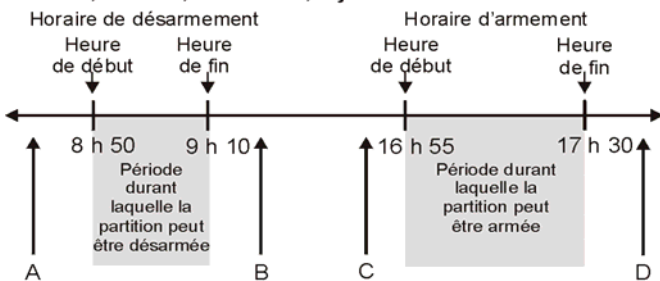 Horaire de désarmement
Horaire d'armement
Heure
de début
Heure
de fin
Heure
de début
Heure
de fin
8 h 50
9 h 10
16 h 55
17 h 30
Période
durant
laquelle la
partition peut
être désarmée
Période durant
laquelle la
partition peut
être armée
A
B
C
D